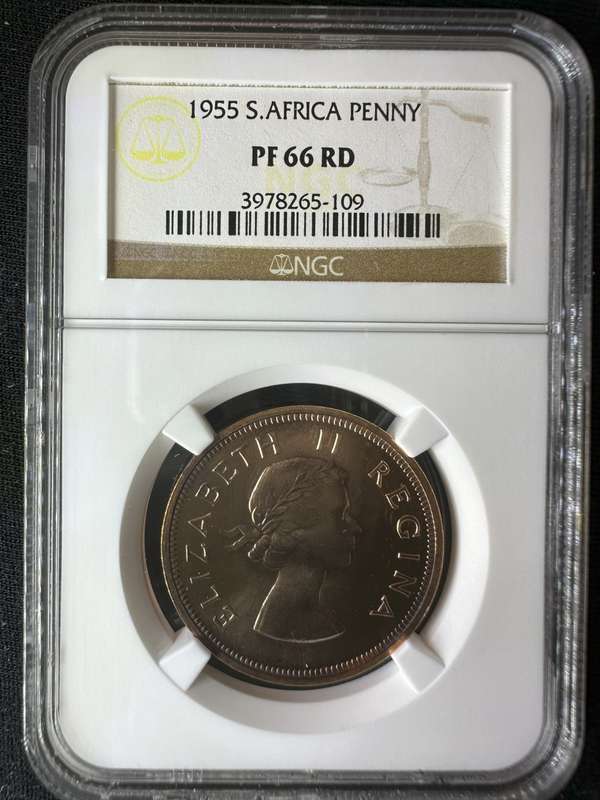 1955 S.AFRICA PENNY
PF 66 RD
3978265-109
NGC
ELIZABETH II REGINA